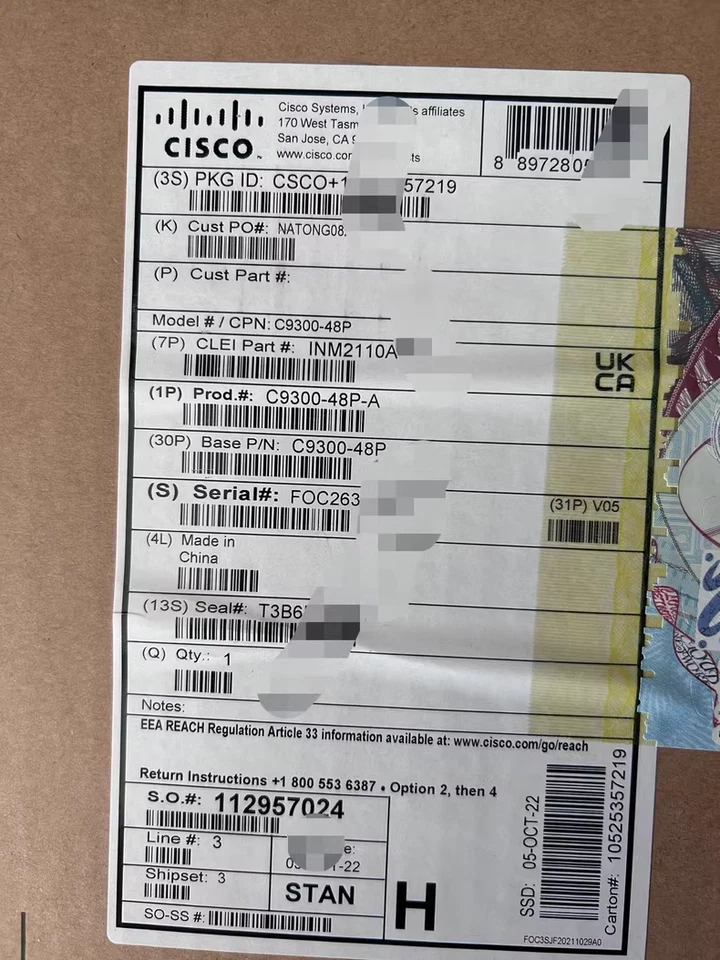 CISCO
Cisco Systems, affiliates
170 West Tasm
San Jose, CA
www.cisco.co ts
8 897280
(3S) PKG ID: CSCO+1 57219
(K) Cust PO#: NATONG08.
(P) Cust Part #:
Model # / CPN: C9300-48P
(7P) CLEI Part #: INM2110A
UK
CA
(1P) Prod.#: C9300-48P-A
(30P) Base P/N: C9300-48P
(S) Serial#: FOC263
(31P) V05
(4L) Made in
China
(13S) Seal#: T3B6
(Q) Qty.: 1
Notes:
EEA REACH Regulation Article 33 information available at: www.cisco.com/go/reach
Return Instructions +1 800 553 6387 • Option 2, then 4
S.O.#: 112957024
Line #: 3
e:
-22
Shipset: 3
STAN
SO-SS #:
H
SSD: 05-OCT-22
Carton#: 10525357219
FOC3SJF20211029A0